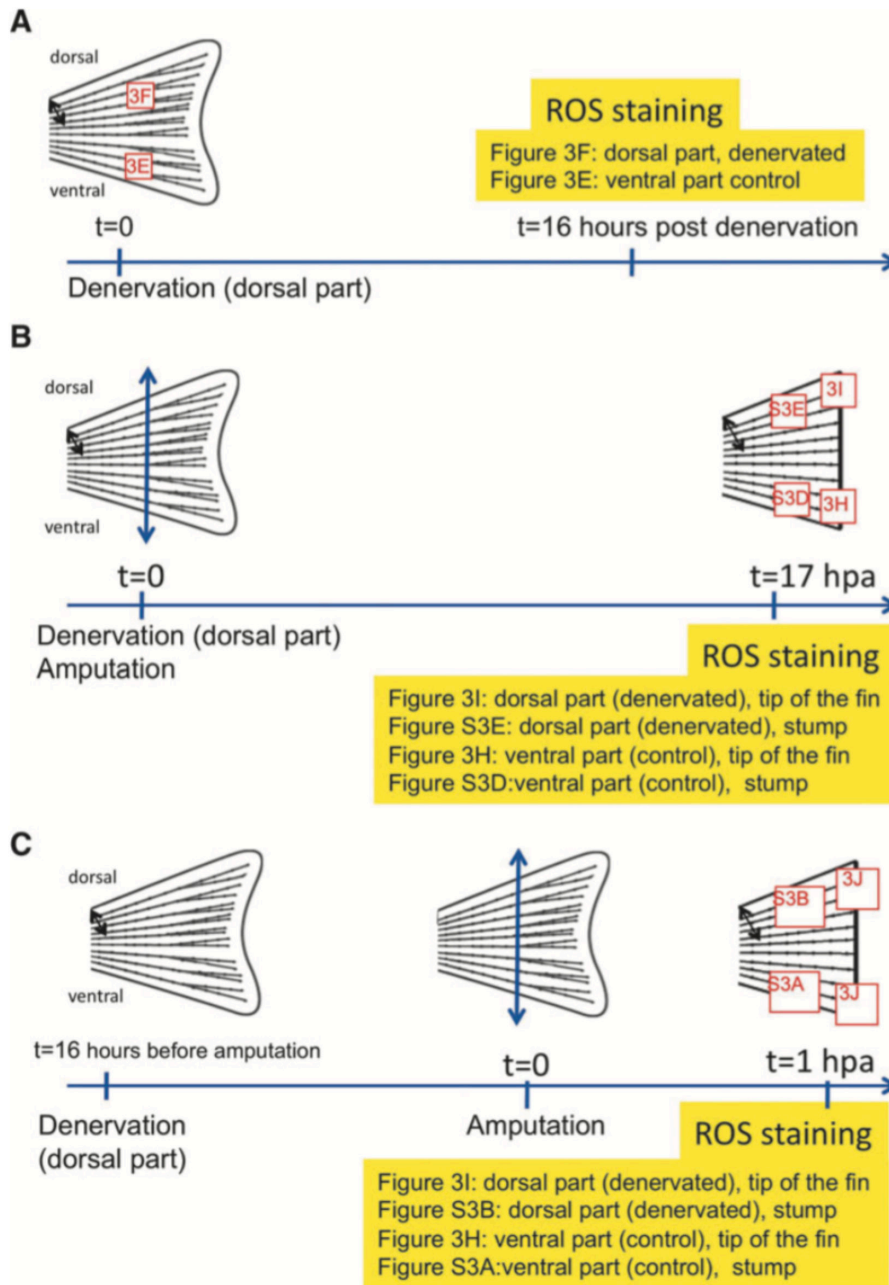 A
dorsal
3F
3E
ventral
ROS staining
Figure 3F: dorsal part, denervated
Figure 3E: ventral part control
t=0
t=16 hours post denervation
Denervation (dorsal part)
B
dorsal
ventral
3I
S3E
S3D
3H
t=0
t=17 hpa
Denervation (dorsal part)
Amputation
ROS staining
Figure 3I: dorsal part (denervated), tip of the fin
Figure S3E: dorsal part (denervated), stump
Figure 3H: ventral part (control), tip of the fin
Figure S3D:ventral part (control), stump
C
dorsal
ventral
3J
S3B
S3A
3J
t=16 hours before amputation
t=0
t=1 hpa
Denervation
(dorsal part)
Amputation
ROS staining
Figure 3I: dorsal part (denervated), tip of the fin
Figure S3B: dorsal part (denervated), stump
Figure 3H: ventral part (control), tip of the fin
Figure S3A:ventral part (control), stump